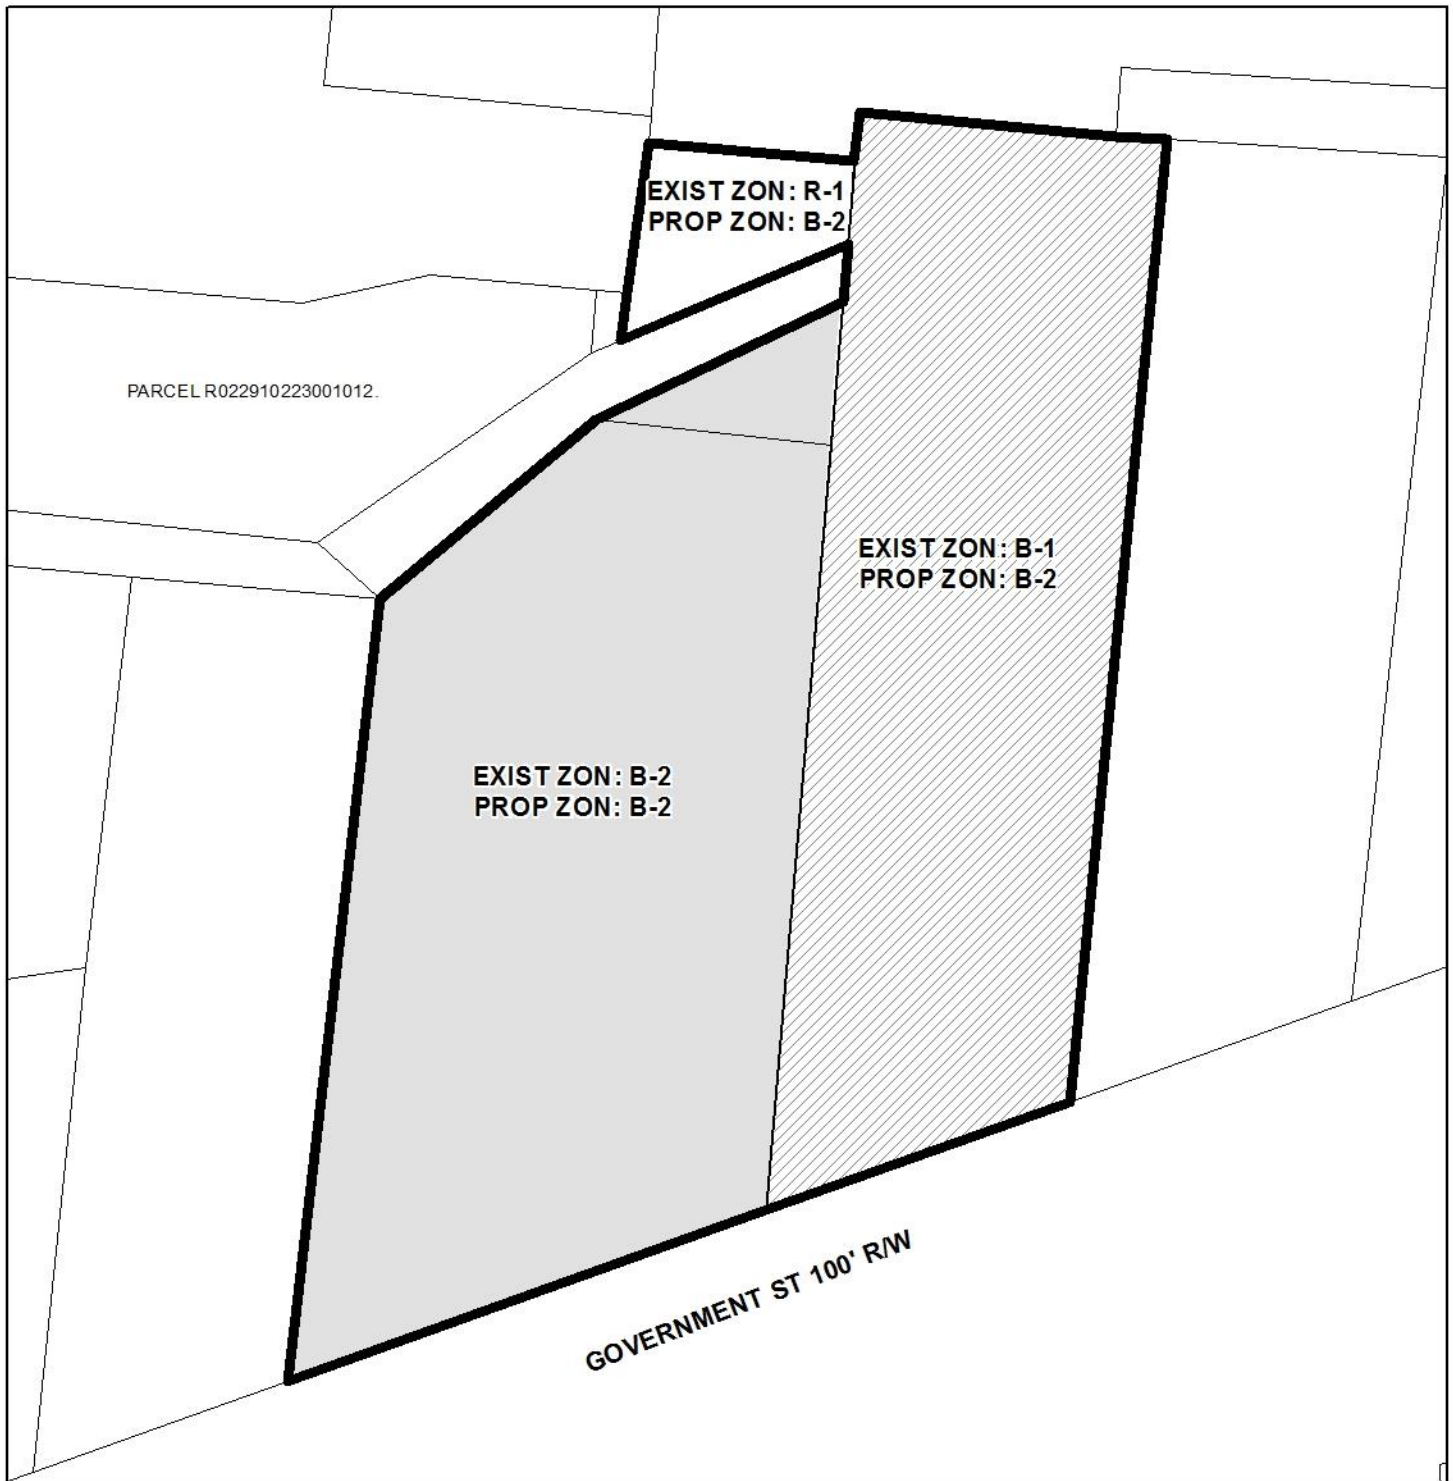 EXIST ZON: R-1
PROP ZON: B-2
PARCEL R022910223001012.
EXIST ZON: B-1
PROP ZON: B-2
EXIST ZON: B-2
PROP ZON: B-2
GOVERNMENT ST 100' R/W